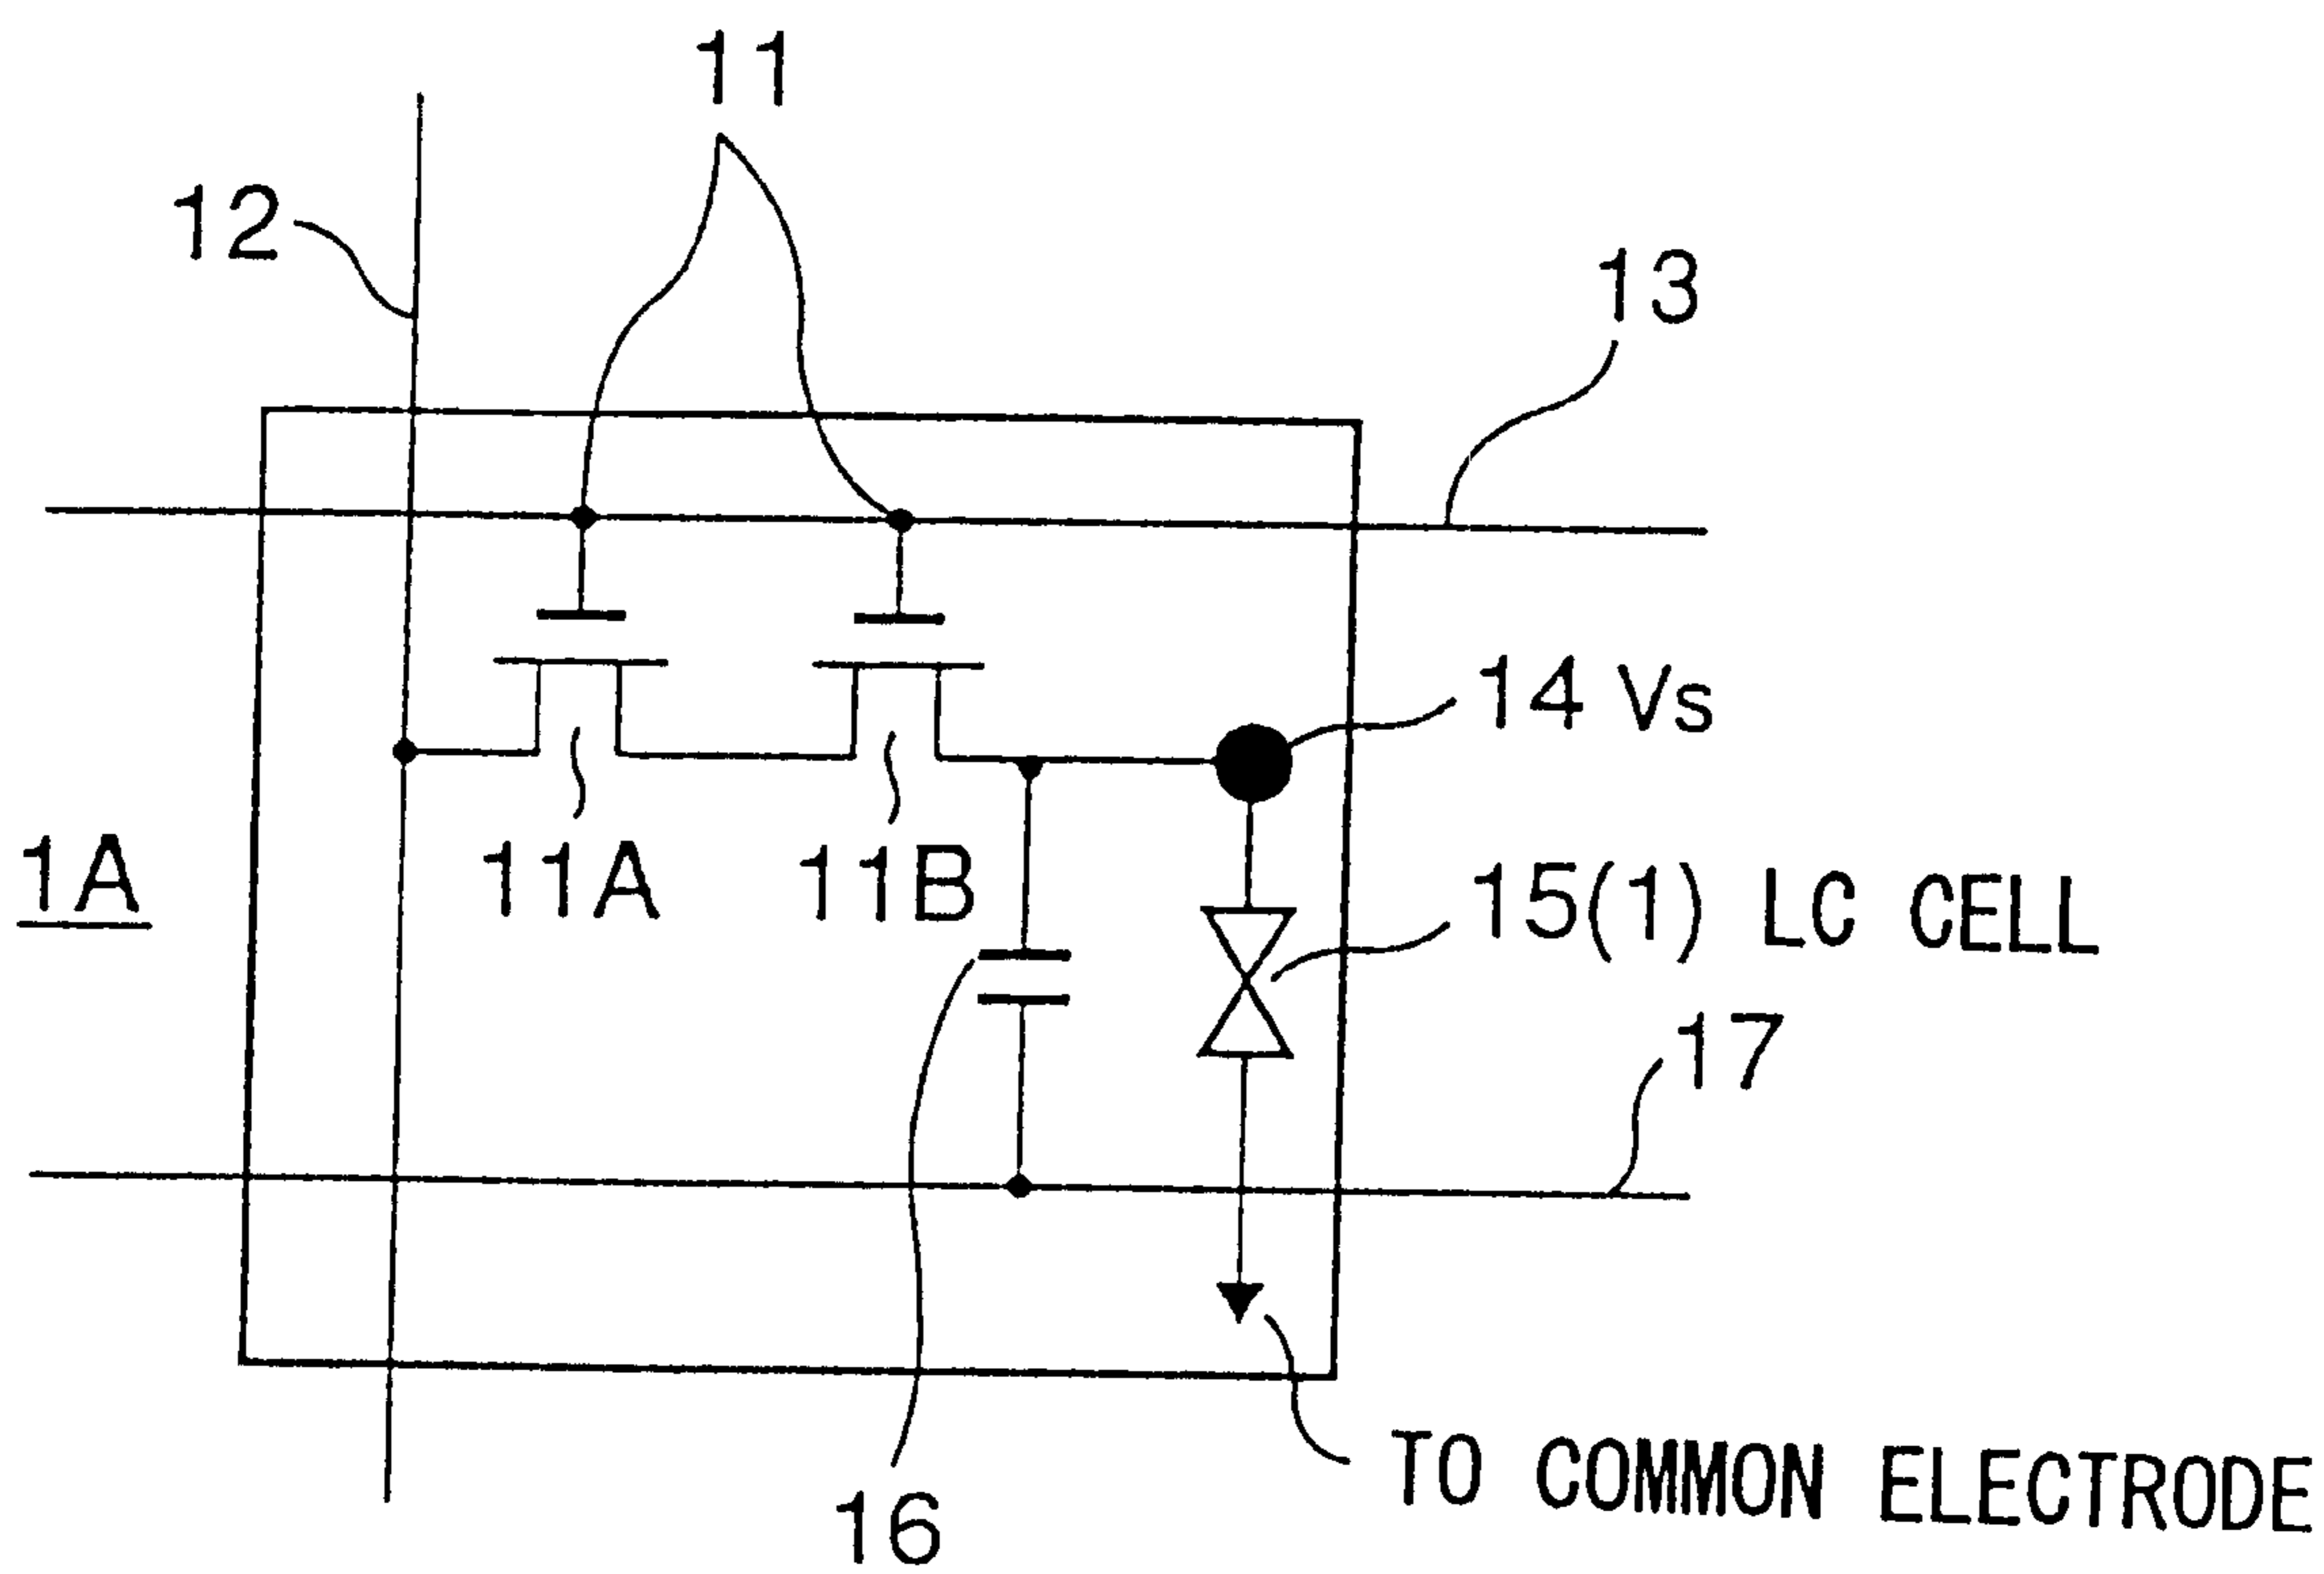 11
12
13
14 Vs
1A
11A
11B
15(1) LC CELL
17
16
TO COMMON ELECTRODE